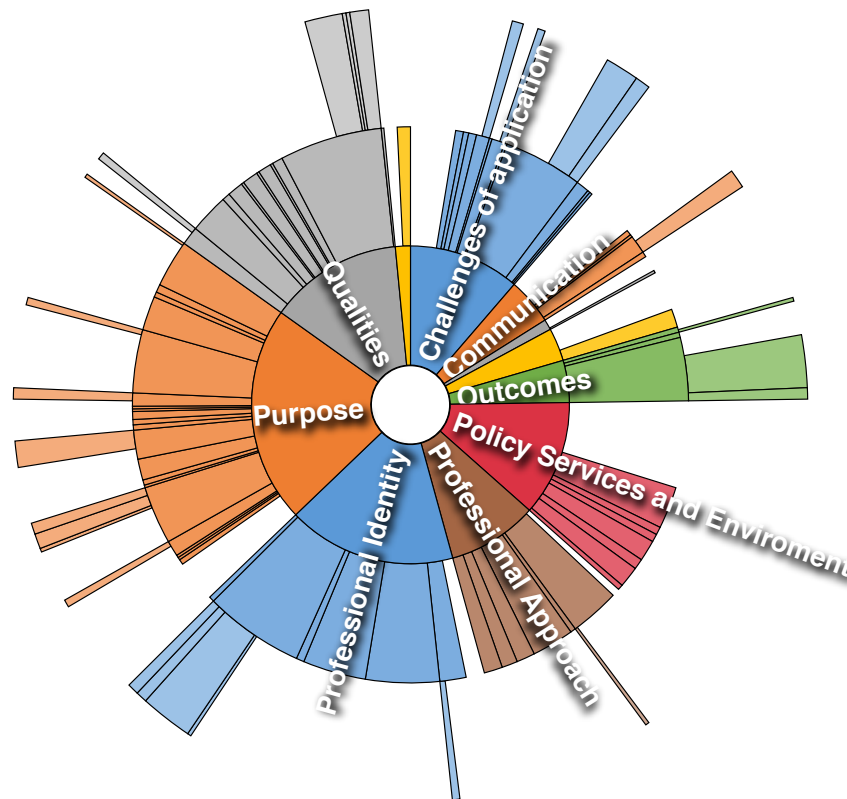 Challenges of application
Communication
Outcomes
Policy Services and Enviroment
Professional Approach
Professional Identity
Purpose
Qualities